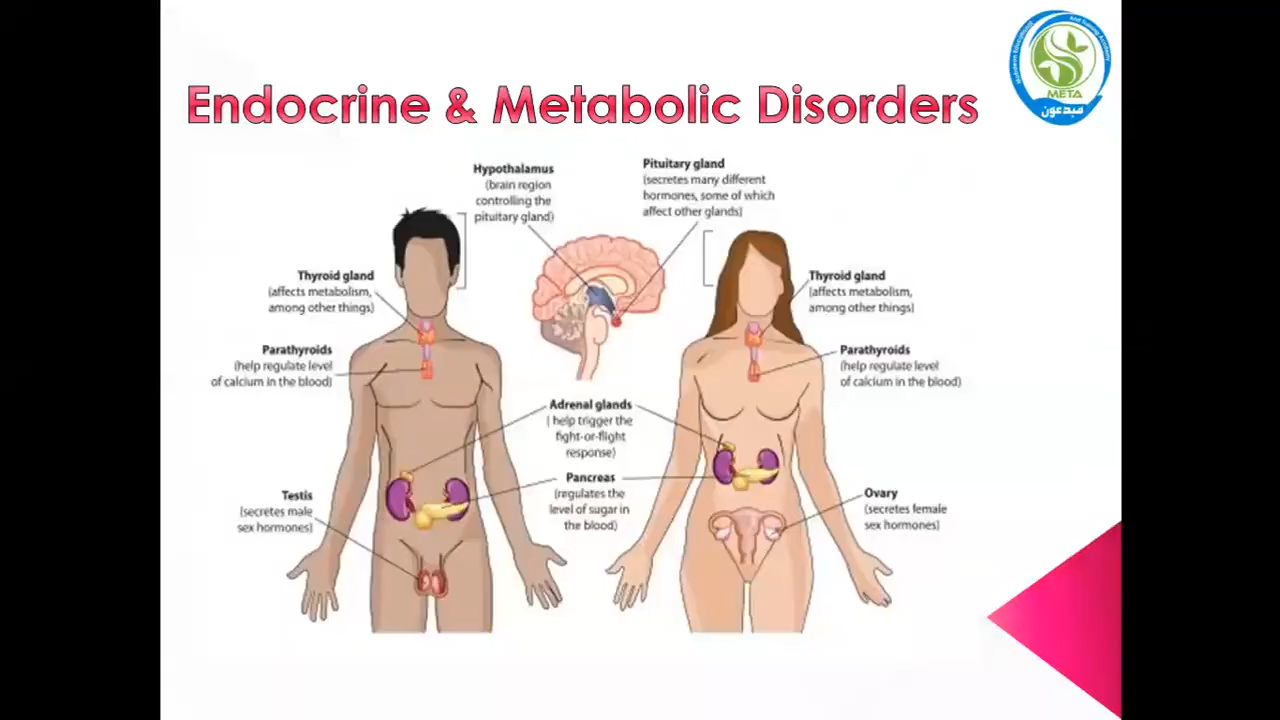 Endocrine & Metabolic Disorders
And Training Academy
META
مبدعون
Hypothalamus
(brain region
controlling the
pituitary gland)
Pituitary gland
(secretes many different
hormones, some of which
affect other glands)
Thyroid gland
(affects metabolism,
among other things)
Thyroid gland
(affects metabolism,
among other things)
Parathyroids
(help regulate level
of calcium in the blood)
Parathyroids
(help regulate level
of calcium in the blood)
Adrenal glands
( help trigger the
fight-or-flight
response)
Pancreas
(regulates the
level of sugar in
the blood)
Testis
(secretes male
sex hormones)
Ovary
(secretes female
sex hormones)